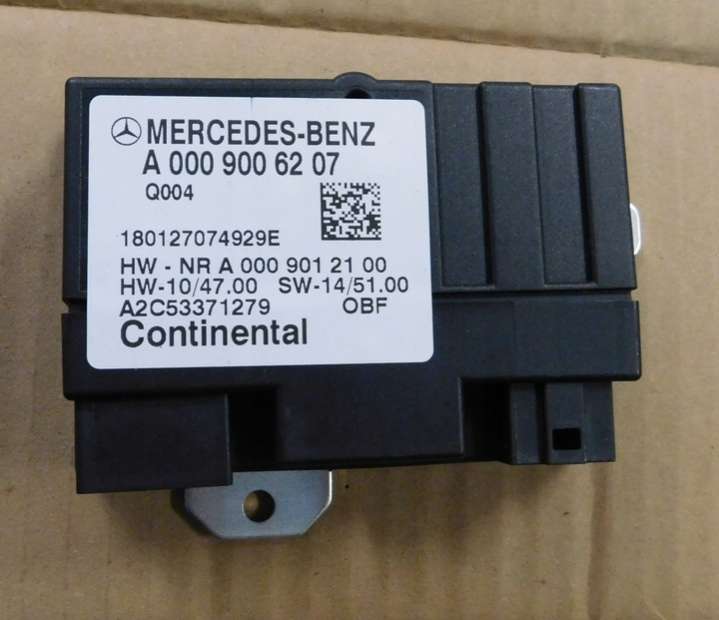 MERCEDES-BENZ
A 000 900 62 07
Q004
180127074929E
HW - NR A 000 901 21 00
HW-10/47.00 SW-14/51.00
A2C53371279 OBF
Continental